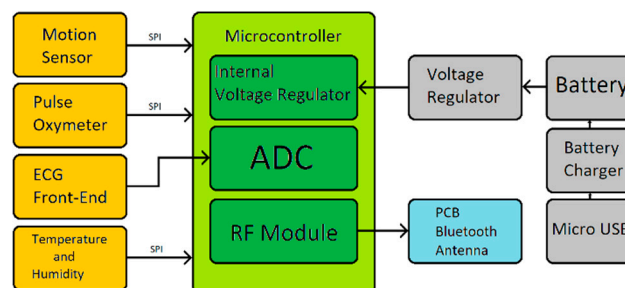 Motion
Sensor
SPI
Pulse
Oxymeter
SPI
ECG
Front-End
Temperature
and
Humidity
SPI
Microcontroller
Internal
Voltage Regulator
ADC
RF Module
Voltage
Regulator
Battery
Battery
Charger
Micro USB
PCB
Bluetooth
Antenna